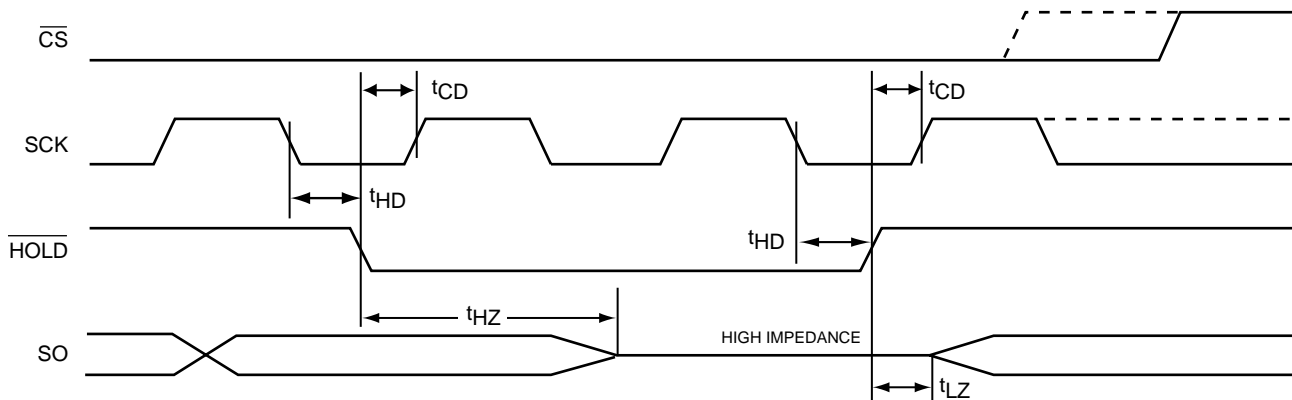 CS
tCD
tCD
SCK
tHD
HOLD
tHD
tHZ
HIGH IMPEDANCE
SO
tLZ